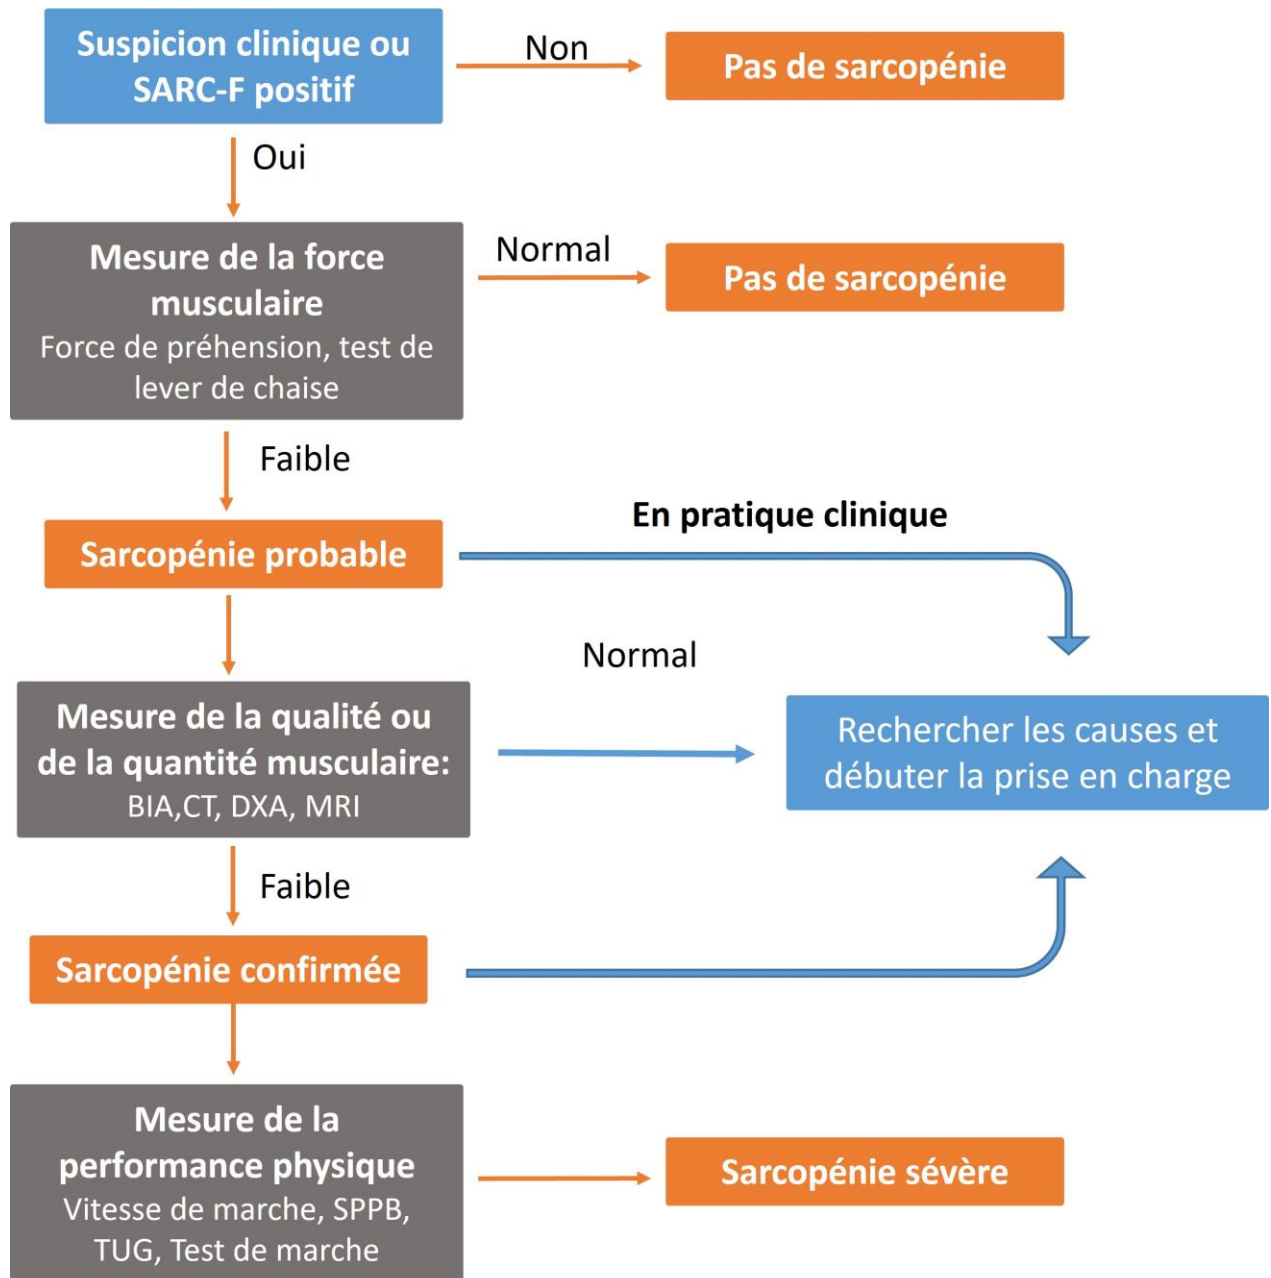 Suspicion clinique ou
SARC-F positif
Non
Pas de sarcopénie
Oui
Mesure de la force
musculaire
Force de préhension, test de
lever de chaise
Normal
Pas de sarcopénie
Faible
Sarcopénie probable
En pratique clinique
Mesure de la qualité ou
de la quantité musculaire:
BIA,CT, DXA, MRI
Normal
Rechercher les causes et
débuter la prise en charge
Faible
Sarcopénie confirmée
Mesure de la
performance physique
Vitesse de marche, SPPB,
TUG, Test de marche
Sarcopénie sévère